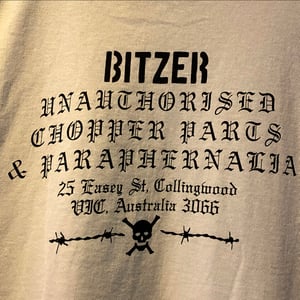 BITZER
UNAUTHORISED
CHOPPER PARTS
& PARAPHERNALIA
25 Easey St, Collingwood
VIC, Australia 3066